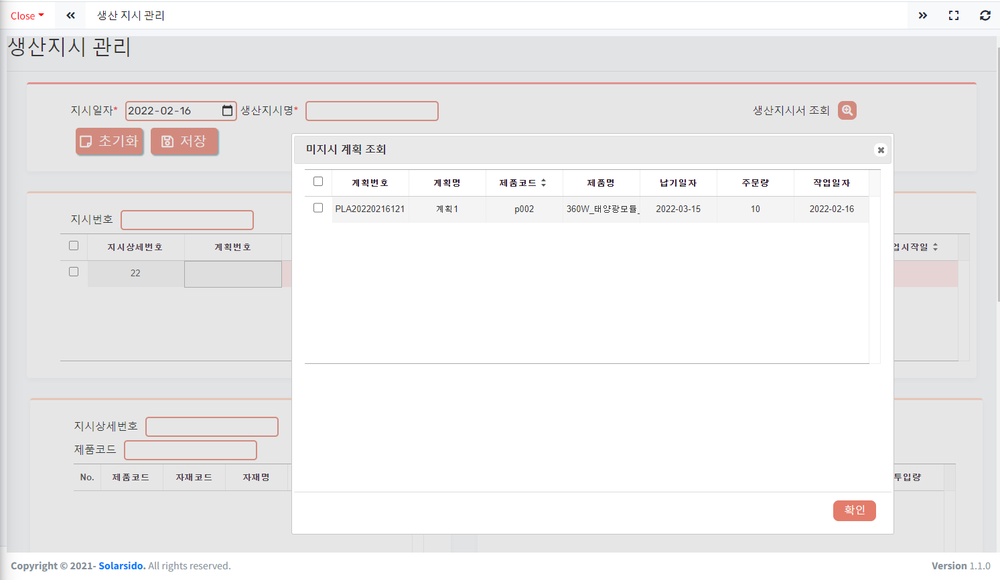 Close
생산 지시 관리
생산지시 관리
지시일자* 2022-02-16 생산지시명* 생산지시서 조회
초기화 저장
미지시 계획 조회
계획번호 계획명 제품코드 제품명 납기일자 주문량 작업일자
PLA20220216121 계획1 p002 360W_태양광모듈_ 2022-03-15 10 2022-02-16
지시번호
지시상세번호 계획번호 업시작일
22
지시상세번호
제품코드
No. 제품코드 자재코드 자재명 투입량
확인
Copyright © 2021- Solarsido. All rights reserved. Version 1.1.0